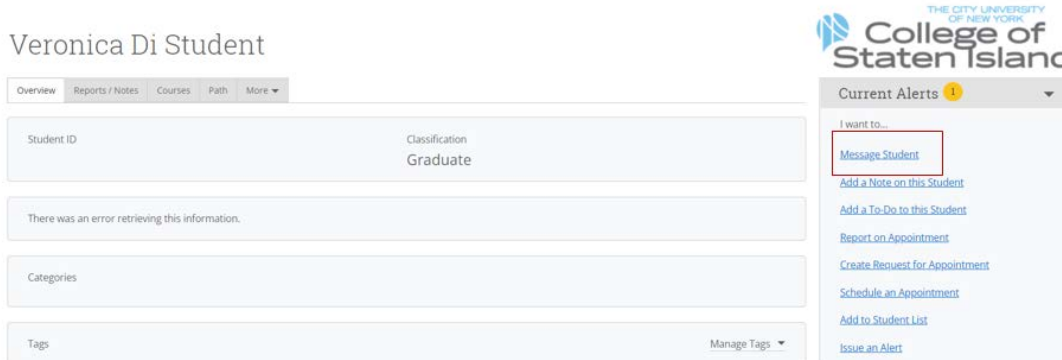 THE CITY UNIVERSITY
OF NEW YORK
College of
Staten Island
Veronica Di Student
Overview Reports / Notes Courses Path More
Student ID
Classification
Graduate
There was an error retrieving this information.
Categories
Tags
Manage Tags
Current Alerts 1
I want to...
Message Student
Add a Note on this Student
Add a To-Do to this Student
Report on Appointment
Create Request for Appointment
Schedule an Appointment
Add to Student List
Issue an Alert